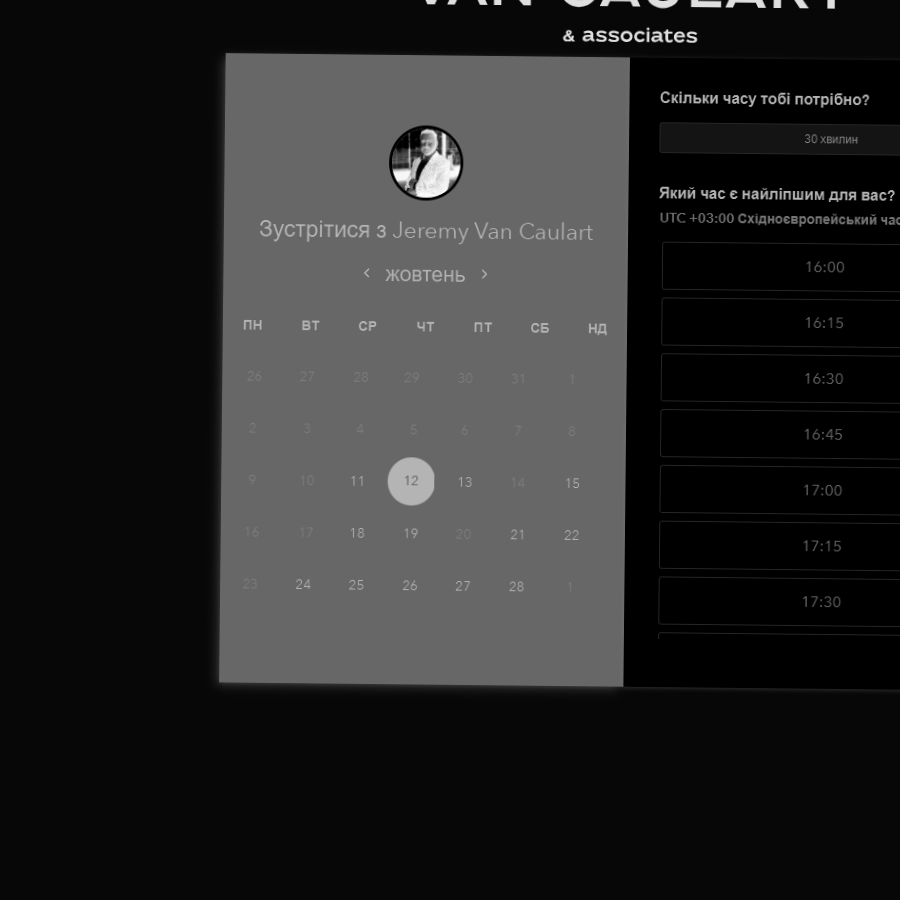 VAN CAULART
& associates
Зустрітися з Jeremy Van Caulart
жовтень
ПН ВТ СР ЧТ ПТ СБ НД
26 27 28 29 30 31 1
2 3 4 5 6 7 8
9 10 11 12 13 14 15
16 17 18 19 20 21 22
23 24 25 26 27 28 1
Скільки часу тобі потрібно?
30 хвилин
Який час є найліпшим для вас?
UTC +03:00 Східноєвропейський час
16:00
16:15
16:30
16:45
17:00
17:15
17:30